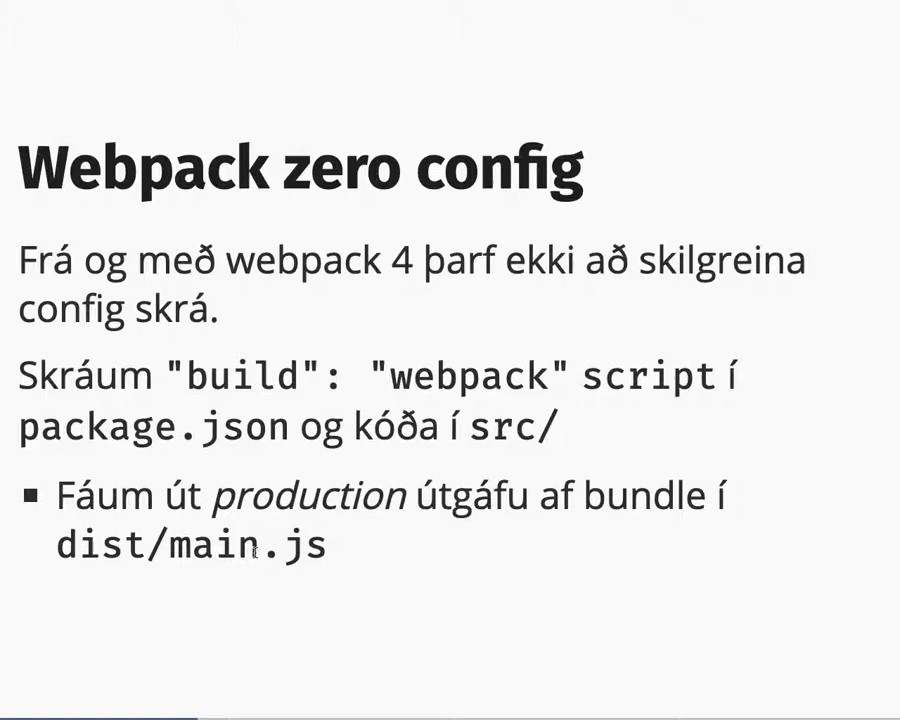 Webpack zero config
Frá og með webpack 4 þarf ekki að skilgreina
config skrá.
Skráum "build": "webpack" script í
package.json og kóða í src/
▪ Fáum út production útgáfu af bundle í
dist/main.js